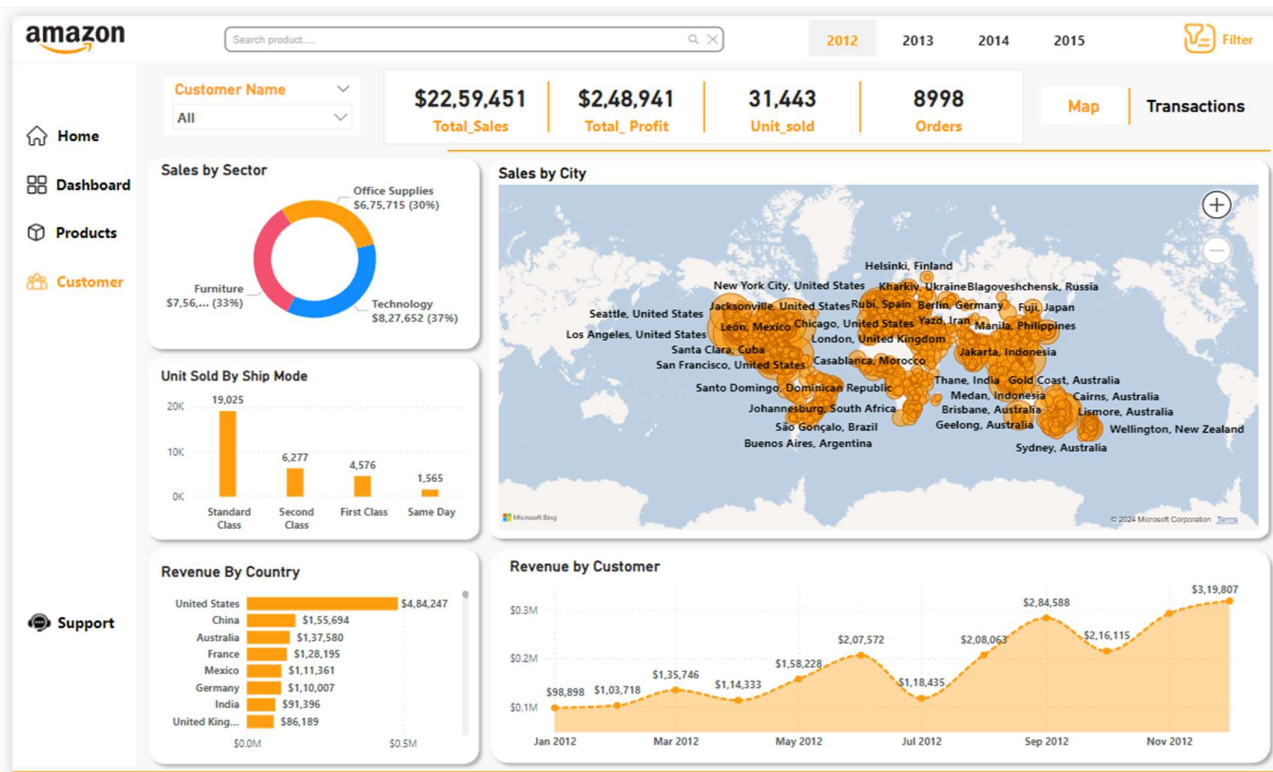 amazon
Search product.....
2012
2013
2014
2015
Filter
Customer Name
All
$22,59,451
Total_Sales
$2,48,941
Total_ Profit
31,443
Unit_sold
8998
Orders
Map
Transactions
Home
Dashboard
Products
Customer
Support
Sales by Sector
Office Supplies
$6,75,715 (30%)
Furniture
$7,56,... (33%)
Technology
$8,27,652 (37%)
Unit Sold By Ship Mode
20K
10K
0K
19,025
6,277
4,576
1,565
Standard
Class
Second
Class
First Class
Same Day
Revenue By Country
United States
$4,84,247
China
$1,55,694
Australia
$1,37,580
France
$1,28,195
Mexico
$1,11,361
Germany
$1,10,007
India
$91,396
United King...
$86,189
$0.0M
$0.5M
Sales by City
Helsinki, Finland
New York City, United States
Kharkiv, Ukraine
Blagoveshchensk, Russia
Jacksonville, United States
Rubí, Spain
Berlin, Germany
Fuji, Japan
Seattle, United States
León, Mexico
Chicago, United States
Yazd, Iran
Manila, Philippines
Los Angeles, United States
London, United Kingdom
Santa Clara, Cuba
Jakarta, Indonesia
San Francisco, United States
Casablanca, Morocco
Thane, India
Gold Coast, Australia
Santo Domingo, Dominican Republic
Medan, Indonesia
Cairns, Australia
Johannesburg, South Africa
Brisbane, Australia
Lismore, Australia
São Gonçalo, Brazil
Geelong, Australia
Wellington, New Zealand
Buenos Aires, Argentina
Sydney, Australia
Microsoft Bing
© 2024 Microsoft Corporation
Terms
Revenue by Customer
$0.3M
$0.2M
$0.1M
$98,898
$1,03,718
$1,35,746
$1,14,333
$1,58,228
$2,07,572
$1,18,435
$2,08,063
$2,84,588
$2,16,115
$3,19,807
Jan 2012
Mar 2012
May 2012
Jul 2012
Sep 2012
Nov 2012